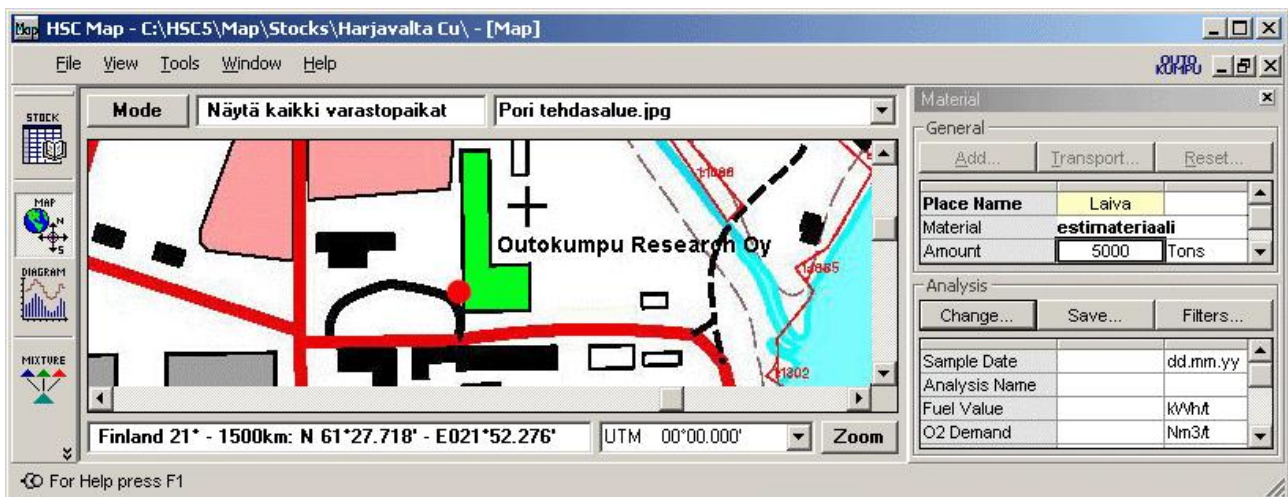 HSC Map - C:\HSC5\Map\Stocks\Harjavalta Cu\ - [Map]
File View Tools Window Help
OUTO
KUMPU
STOCK
MAP
N
S
DIAGRAM
MIXTURE
Mode Näytä kaikki varastopaikat Pori tehdasalue.jpg
Outokumpu Research Oy
11302
Finland 21° - 1500km: N 61°27.718' - E021°52.276' UTM 00°00.000' Zoom
Material
General
Add... Transport... Reset...
Place Name Laiva
Material estimateriaali
Amount 5000 Tons
Analysis
Change... Save... Filters...
Sample Date dd.mm.yy
Analysis Name
Fuel Value kWh/t
O2 Demand Nm3/t
For Help press F1